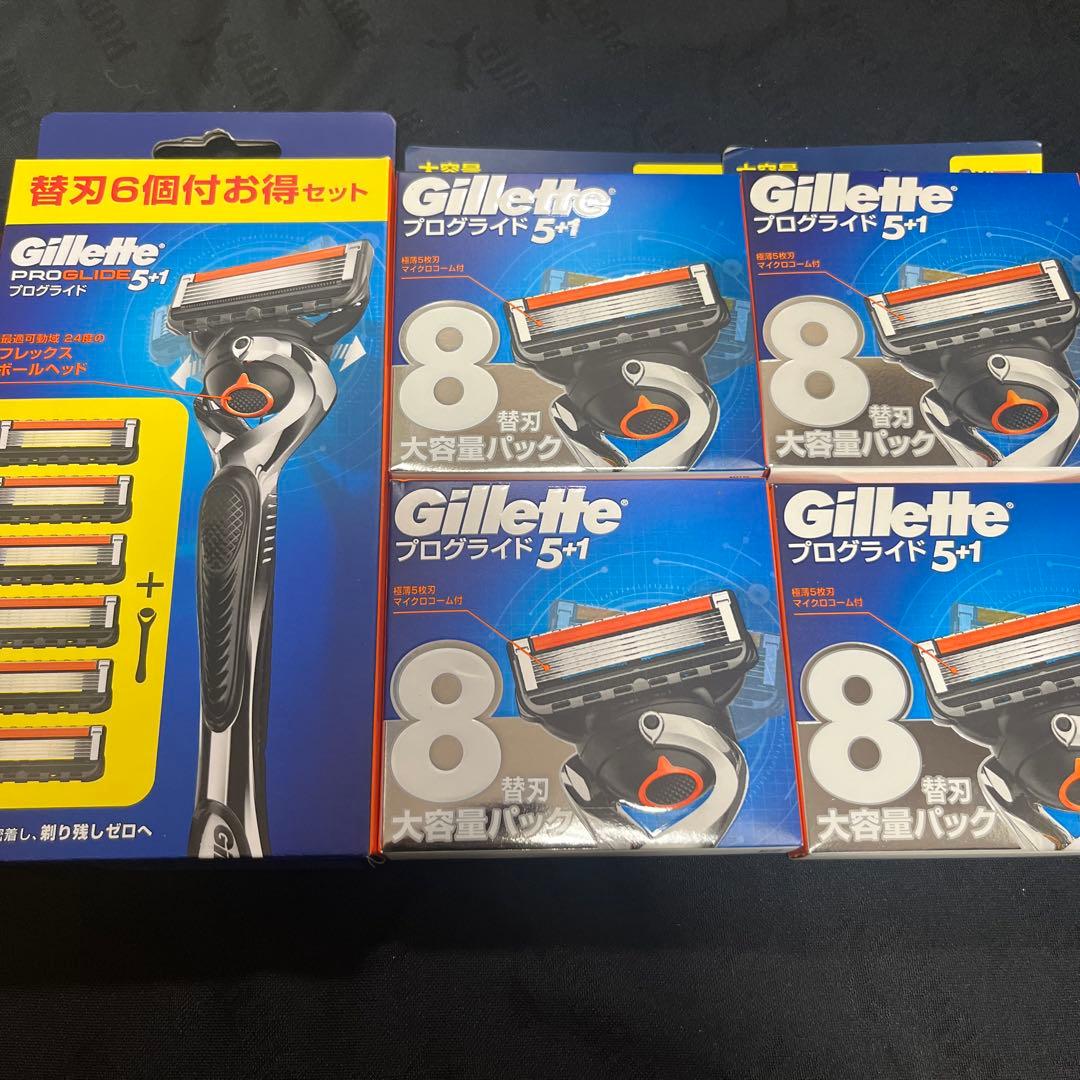 替刃6個付お得セット
Gillette
PROGLIDE 5+1
プログライド
最適可動域 24度の
フレックス
ボールヘッド
+
密着し、剃り残しゼロへ
大容量
Gillette
プログライド 5+1
極薄5枚刃
マイクロコーム付
8
替刃
大容量パック
大容量
Gillette
プログライド 5+1
極薄5枚刃
マイクロコーム付
8
替刃
大容量パック
Gillette
プログライド 5+1
極薄5枚刃
マイクロコーム付
8
替刃
大容量パック
Gillette
プログライド 5+1
極薄5枚刃
マイクロコーム付
8
替刃
大容量パック